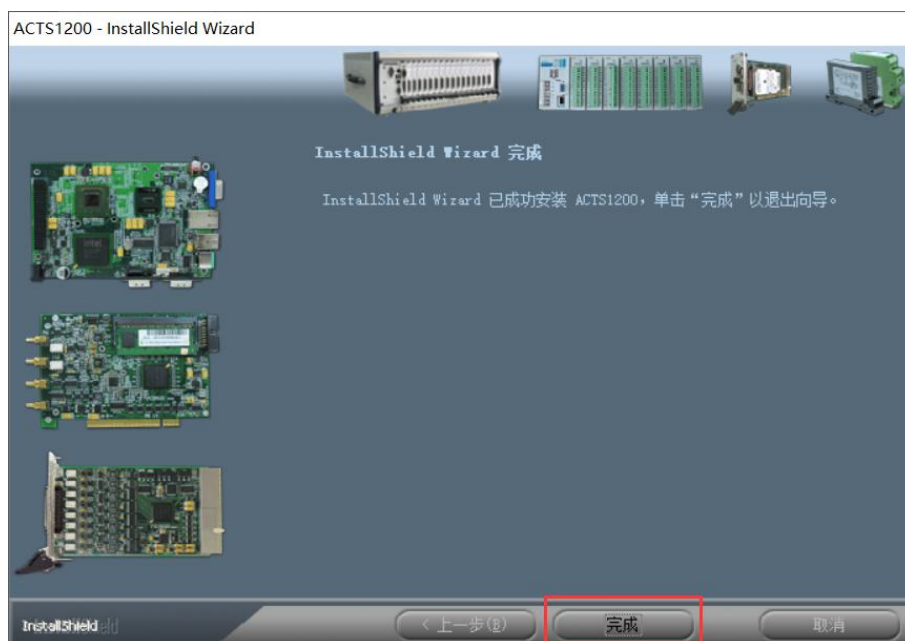 ACTS1200 - InstallShield Wizard
InstallShield Wizard 完成
InstallShield Wizard 已成功安装 ACTS1200，单击“完成”以退出向导。
intel
InstallShield
< 上一步(B)
完成
取消